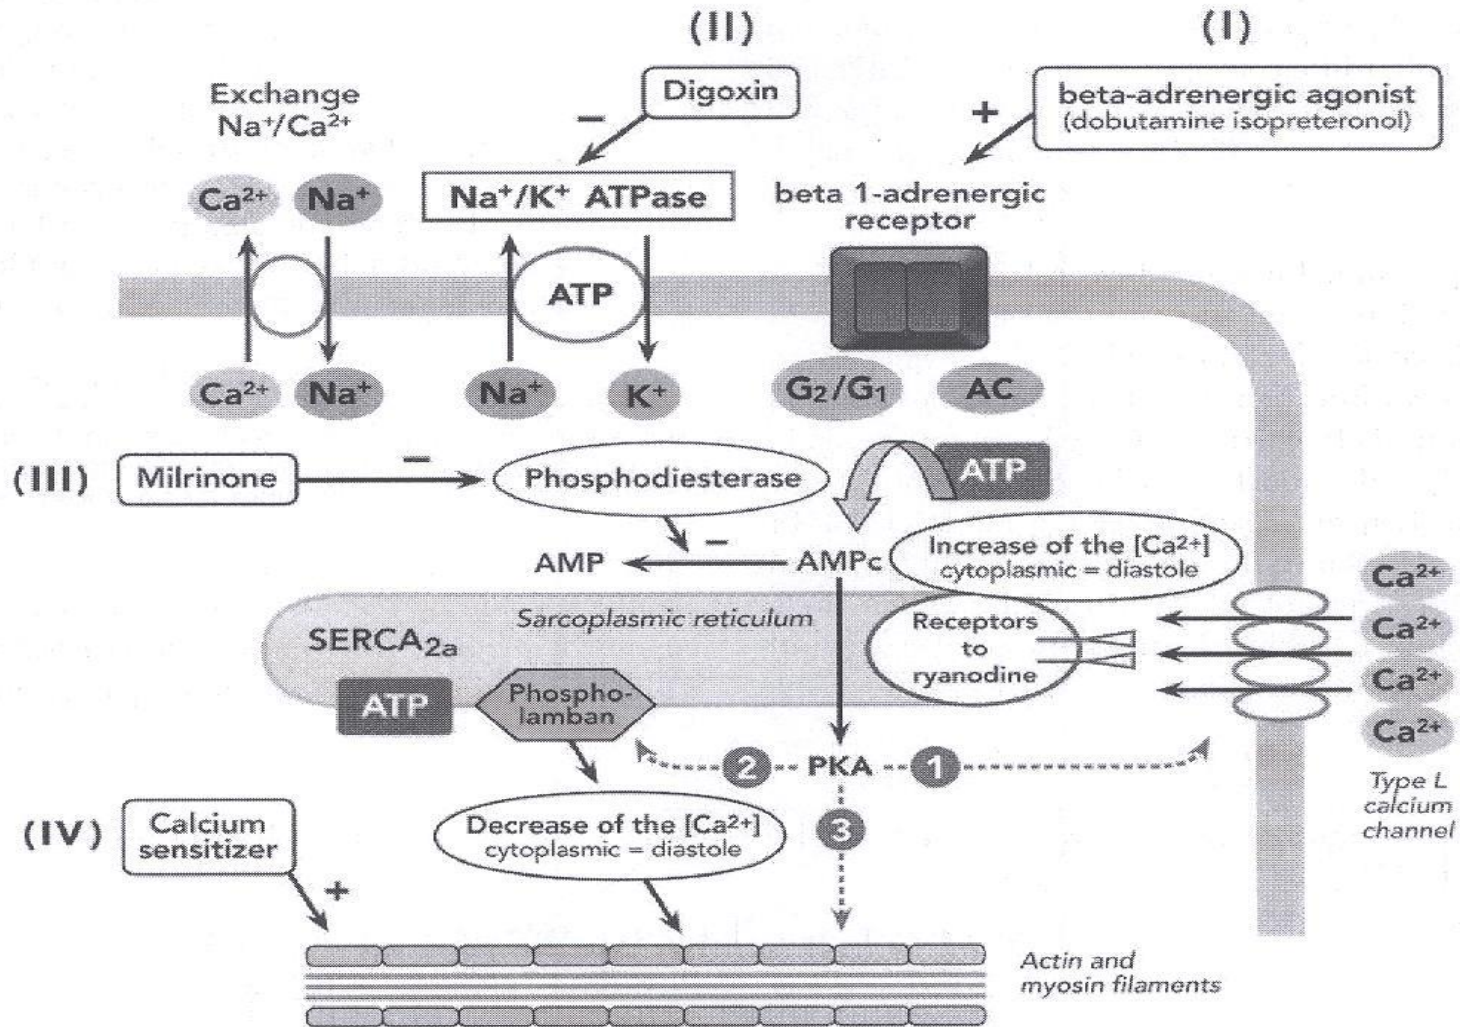 (II)
(I)
Exchange
Na⁺/Ca²⁺
Digoxin
beta-adrenergic agonist
(dobutamine isopreteronol)
–
+
Ca²⁺
Na⁺
Na⁺/K⁺ ATPase
beta 1-adrenergic
receptor
ATP
Ca²⁺
Na⁺
Na⁺
K⁺
G₂/G₁
AC
(III)
Milrinone
–
Phosphodiesterase
ATP
–
AMP
AMPc
Increase of the [Ca²⁺]
cytoplasmic = diastole
Sarcoplasmic reticulum
SERCA₂ₐ
Receptors
to
ryanodine
Ca²⁺
Ca²⁺
Ca²⁺
Ca²⁺
ATP
Phospho-
lamban
2
PKA
1
Type L
calcium
channel
(IV)
Calcium
sensitizer
Decrease of the [Ca²⁺]
cytoplasmic = diastole
3
+
Actin and
myosin filaments